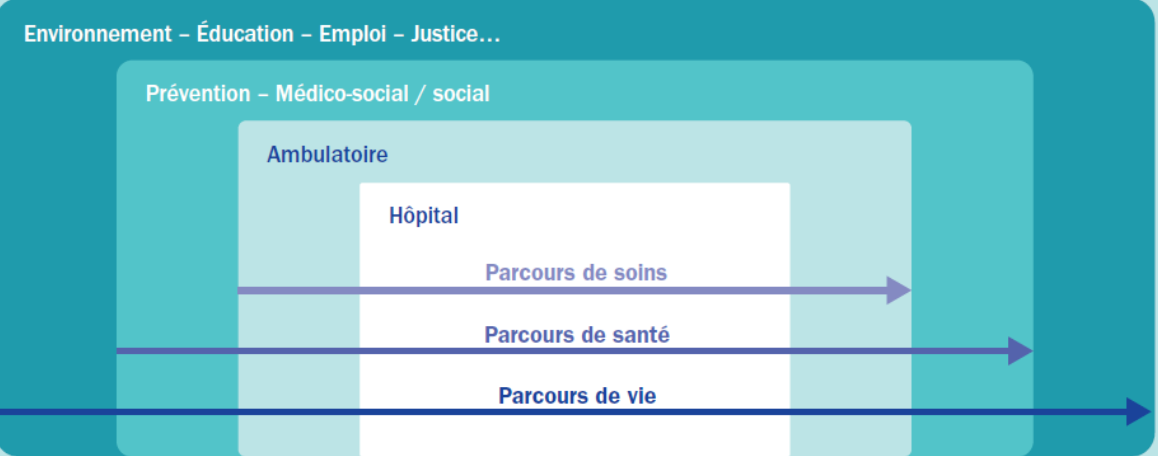 Environnement – Éducation – Emploi – Justice…
Prévention – Médico-social / social
Ambulatoire
Hôpital
Parcours de soins
Parcours de santé
Parcours de vie